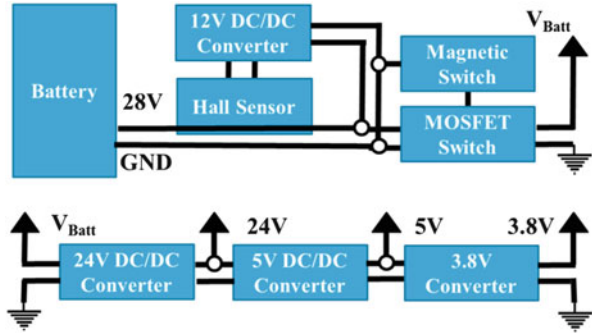 12V DC/DC
Converter
V_Batt
Magnetic
Switch
Battery
28V
Hall Sensor
MOSFET
Switch
GND
V_Batt
24V
5V
3.8V
24V DC/DC
Converter
5V DC/DC
Converter
3.8V
Converter